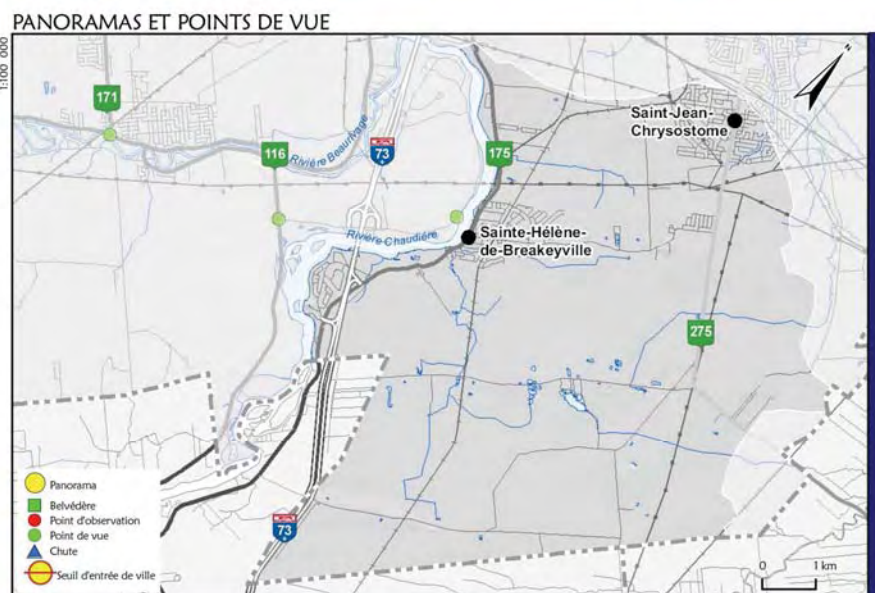 PANORAMAS ET POINTS DE VUE
1:100 000
N
171
116
73
175
Saint-Jean-
Chrysostome
Rivière Beaurivage
Rivière Chaudière
Sainte-Hélène-
de-Breakeyville
275
73
Panorama
Belvédère
Point d'observation
Point de vue
Chute
Seuil d'entrée de ville
0 1 km